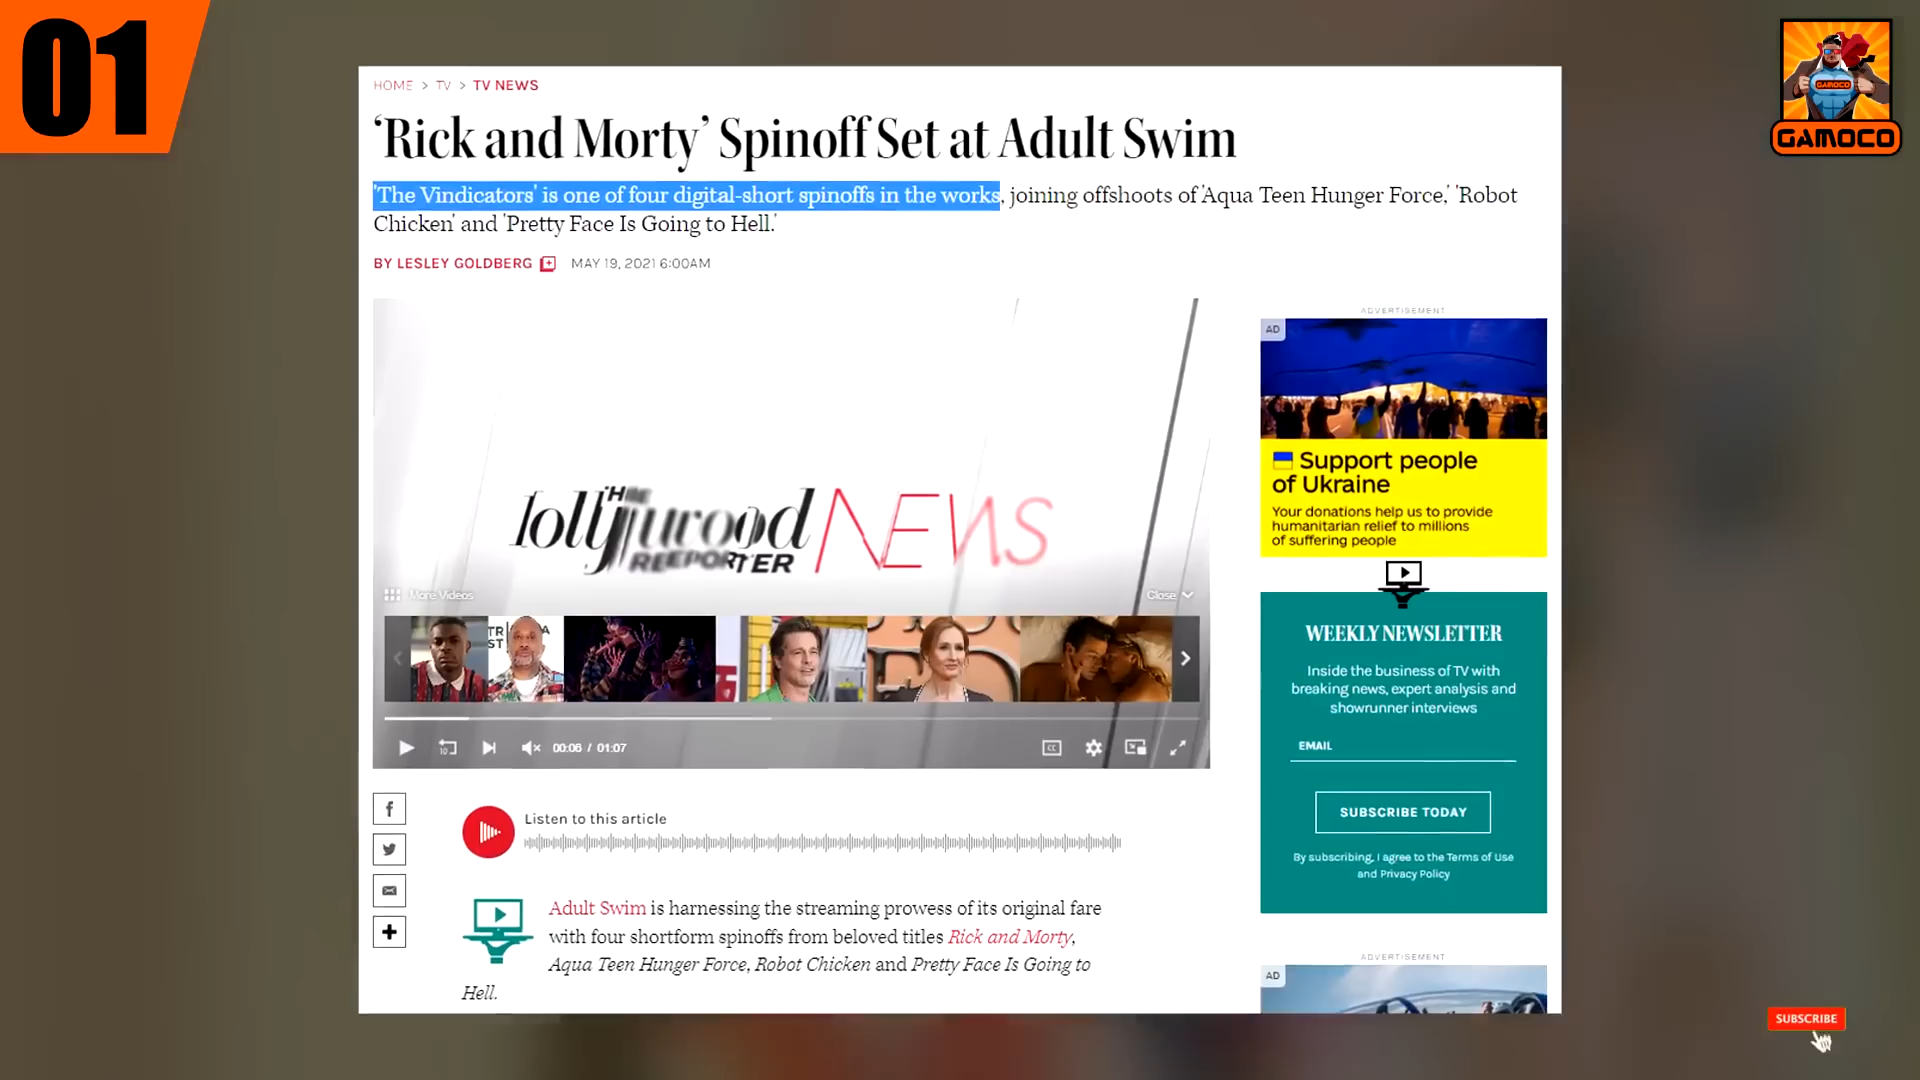 01
GAMOCO
GAMOCO
HOME > TV > TV NEWS
‘Rick and Morty’ Spinoff Set at Adult Swim
'The Vindicators' is one of four digital-short spinoffs in the works, joining offshoots of 'Aqua Teen Hunger Force,' 'Robot
Chicken' and 'Pretty Face Is Going to Hell.'
BY LESLEY GOLDBERG MAY 19, 2021 6:00AM
NEWS
REPORTER
More Videos
Close
10
00:06 / 01:07
CC
Listen to this article
Adult Swim is harnessing the streaming prowess of its original fare
with four shortform spinoffs from beloved titles Rick and Morty,
Aqua Teen Hunger Force, Robot Chicken and Pretty Face Is Going to
Hell.
ADVERTISEMENT
AD
Support people
of Ukraine
Your donations help us to provide
humanitarian relief to millions
of suffering people
WEEKLY NEWSLETTER
Inside the business of TV with
breaking news, expert analysis and
showrunner interviews
EMAIL
SUBSCRIBE TODAY
By subscribing, I agree to the Terms of Use
and Privacy Policy
ADVERTISEMENT
AD
SUBSCRIBE